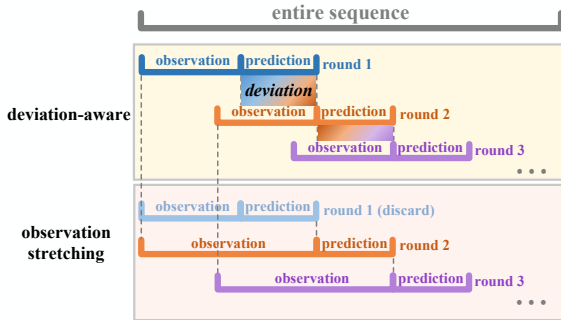 entire sequence
observation prediction round 1
deviation
deviation-aware
observation prediction round 2
observation prediction round 3
...
observation prediction round 1 (discard)
observation
stretching
observation prediction round 2
observation prediction round 3
...